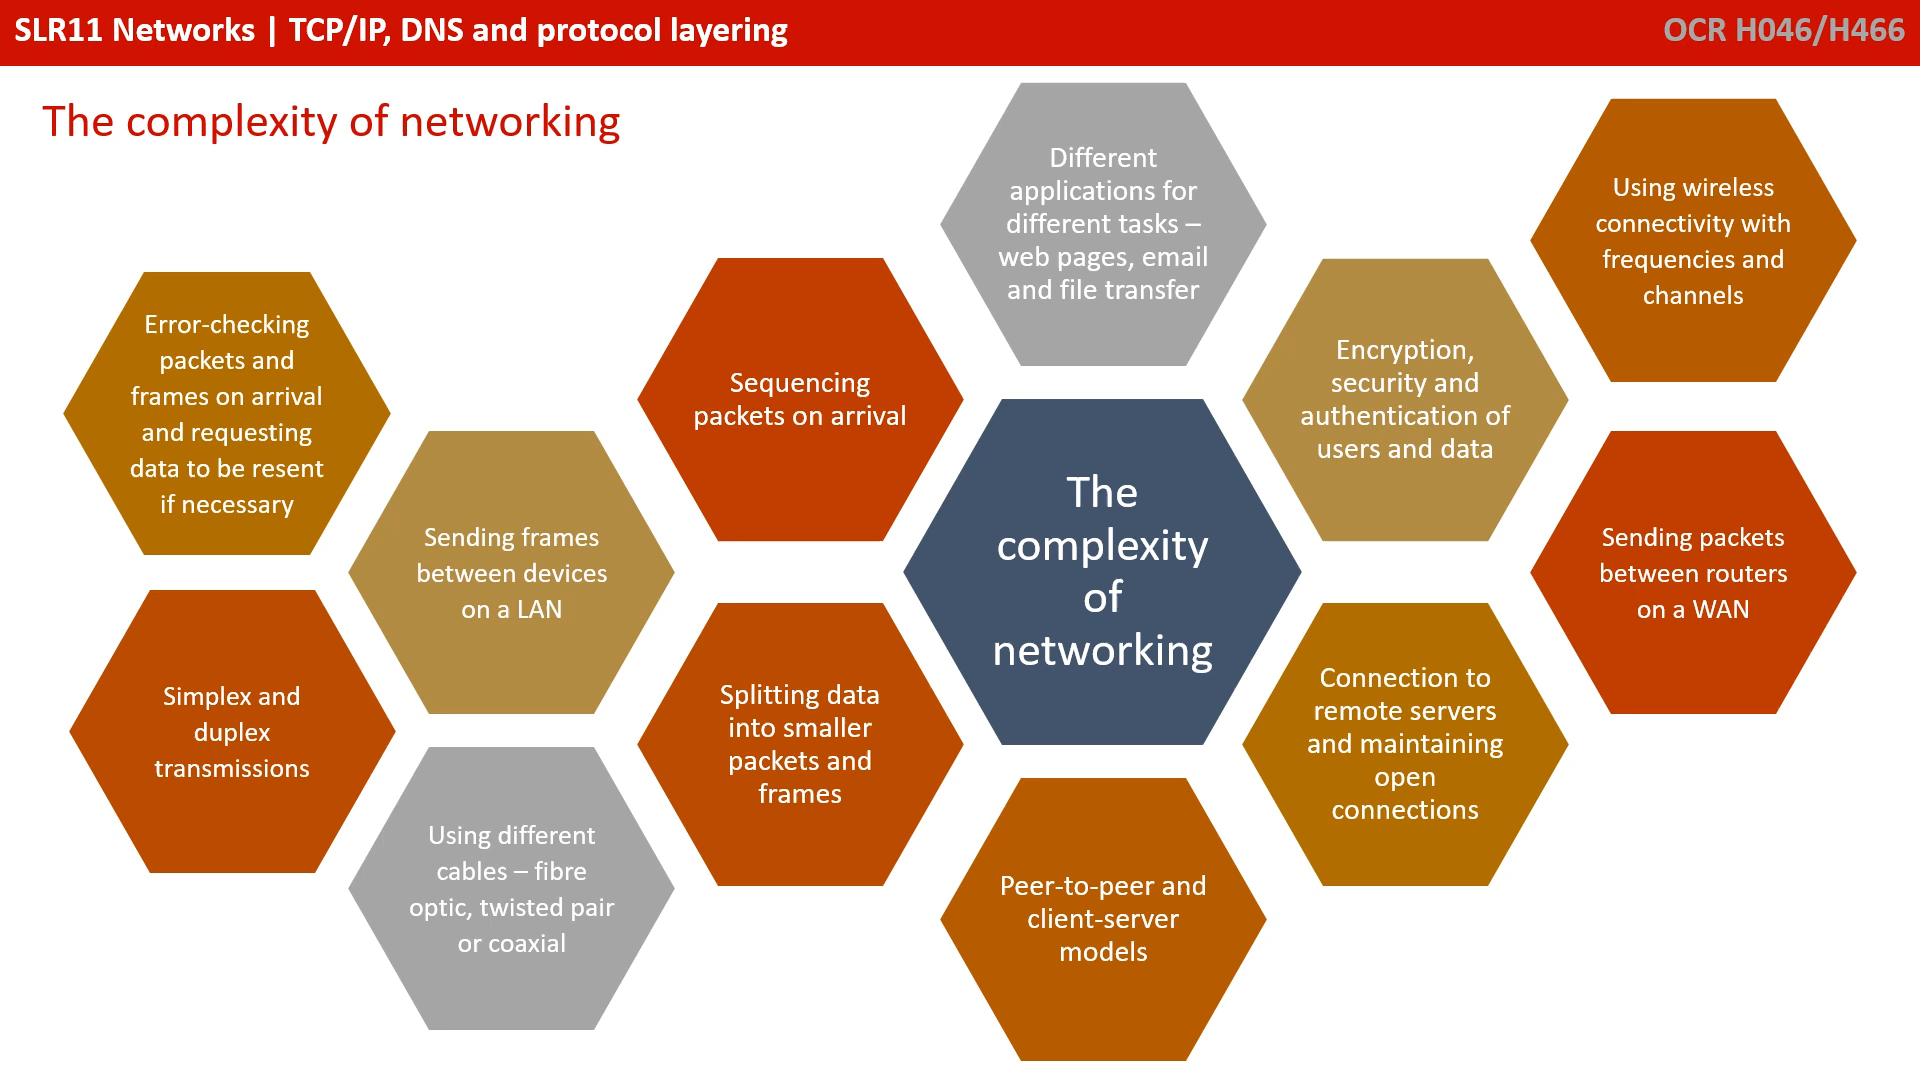 SLR11 Networks | TCP/IP, DNS and protocol layering
OCR H046/H466
The complexity of networking
Error-checking
packets and
frames on arrival
and requesting
data to be resent
if necessary
Simplex and
duplex
transmissions
Sending frames
between devices
on a LAN
Using different
cables – fibre
optic, twisted pair
or coaxial
Sequencing
packets on arrival
Splitting data
into smaller
packets and
frames
Different
applications for
different tasks –
web pages, email
and file transfer
The
complexity
of
networking
Peer-to-peer and
client-server
models
Encryption,
security and
authentication of
users and data
Connection to
remote servers
and maintaining
open
connections
Using wireless
connectivity with
frequencies and
channels
Sending packets
between routers
on a WAN